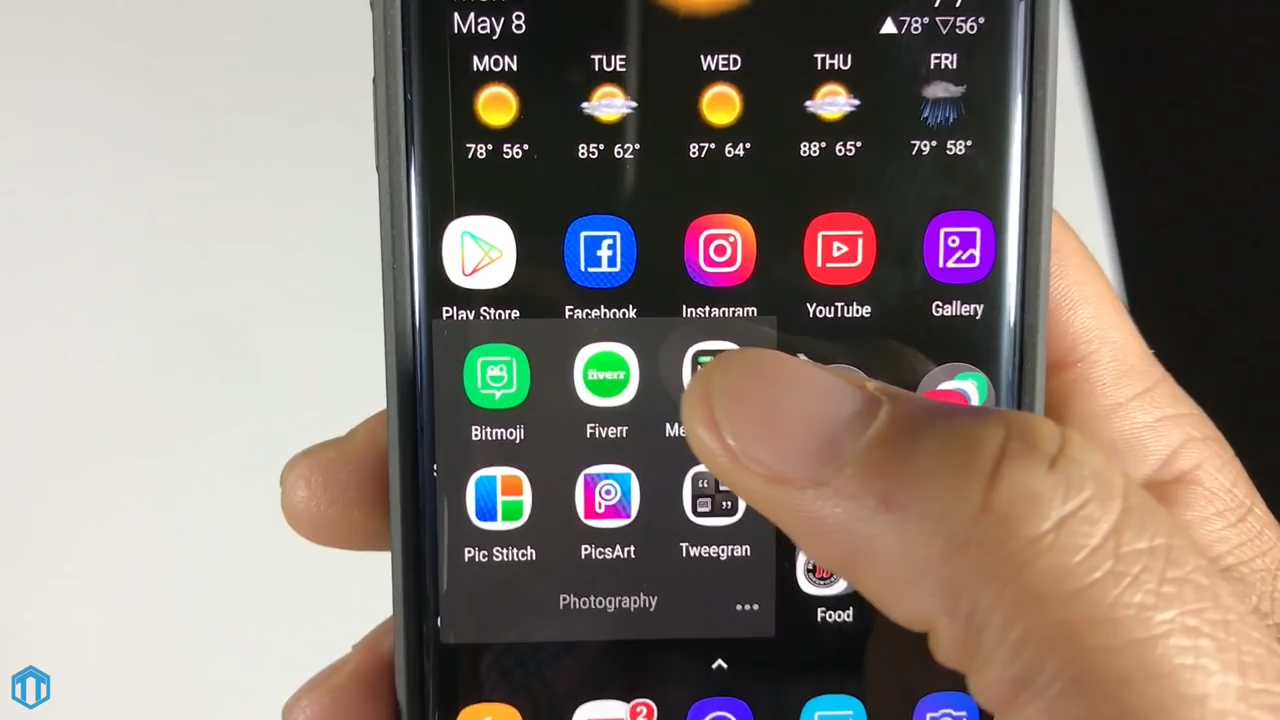 May 8
▲78° ▽56°
MON TUE WED THU FRI
78° 56° 85° 62° 87° 64° 88° 65° 79° 58°
Play Store Facebook Instagram YouTube Gallery
fiverr
Bitmoji Fiverr
Pic Stitch PicsArt Tweegran
Photography
Food
2